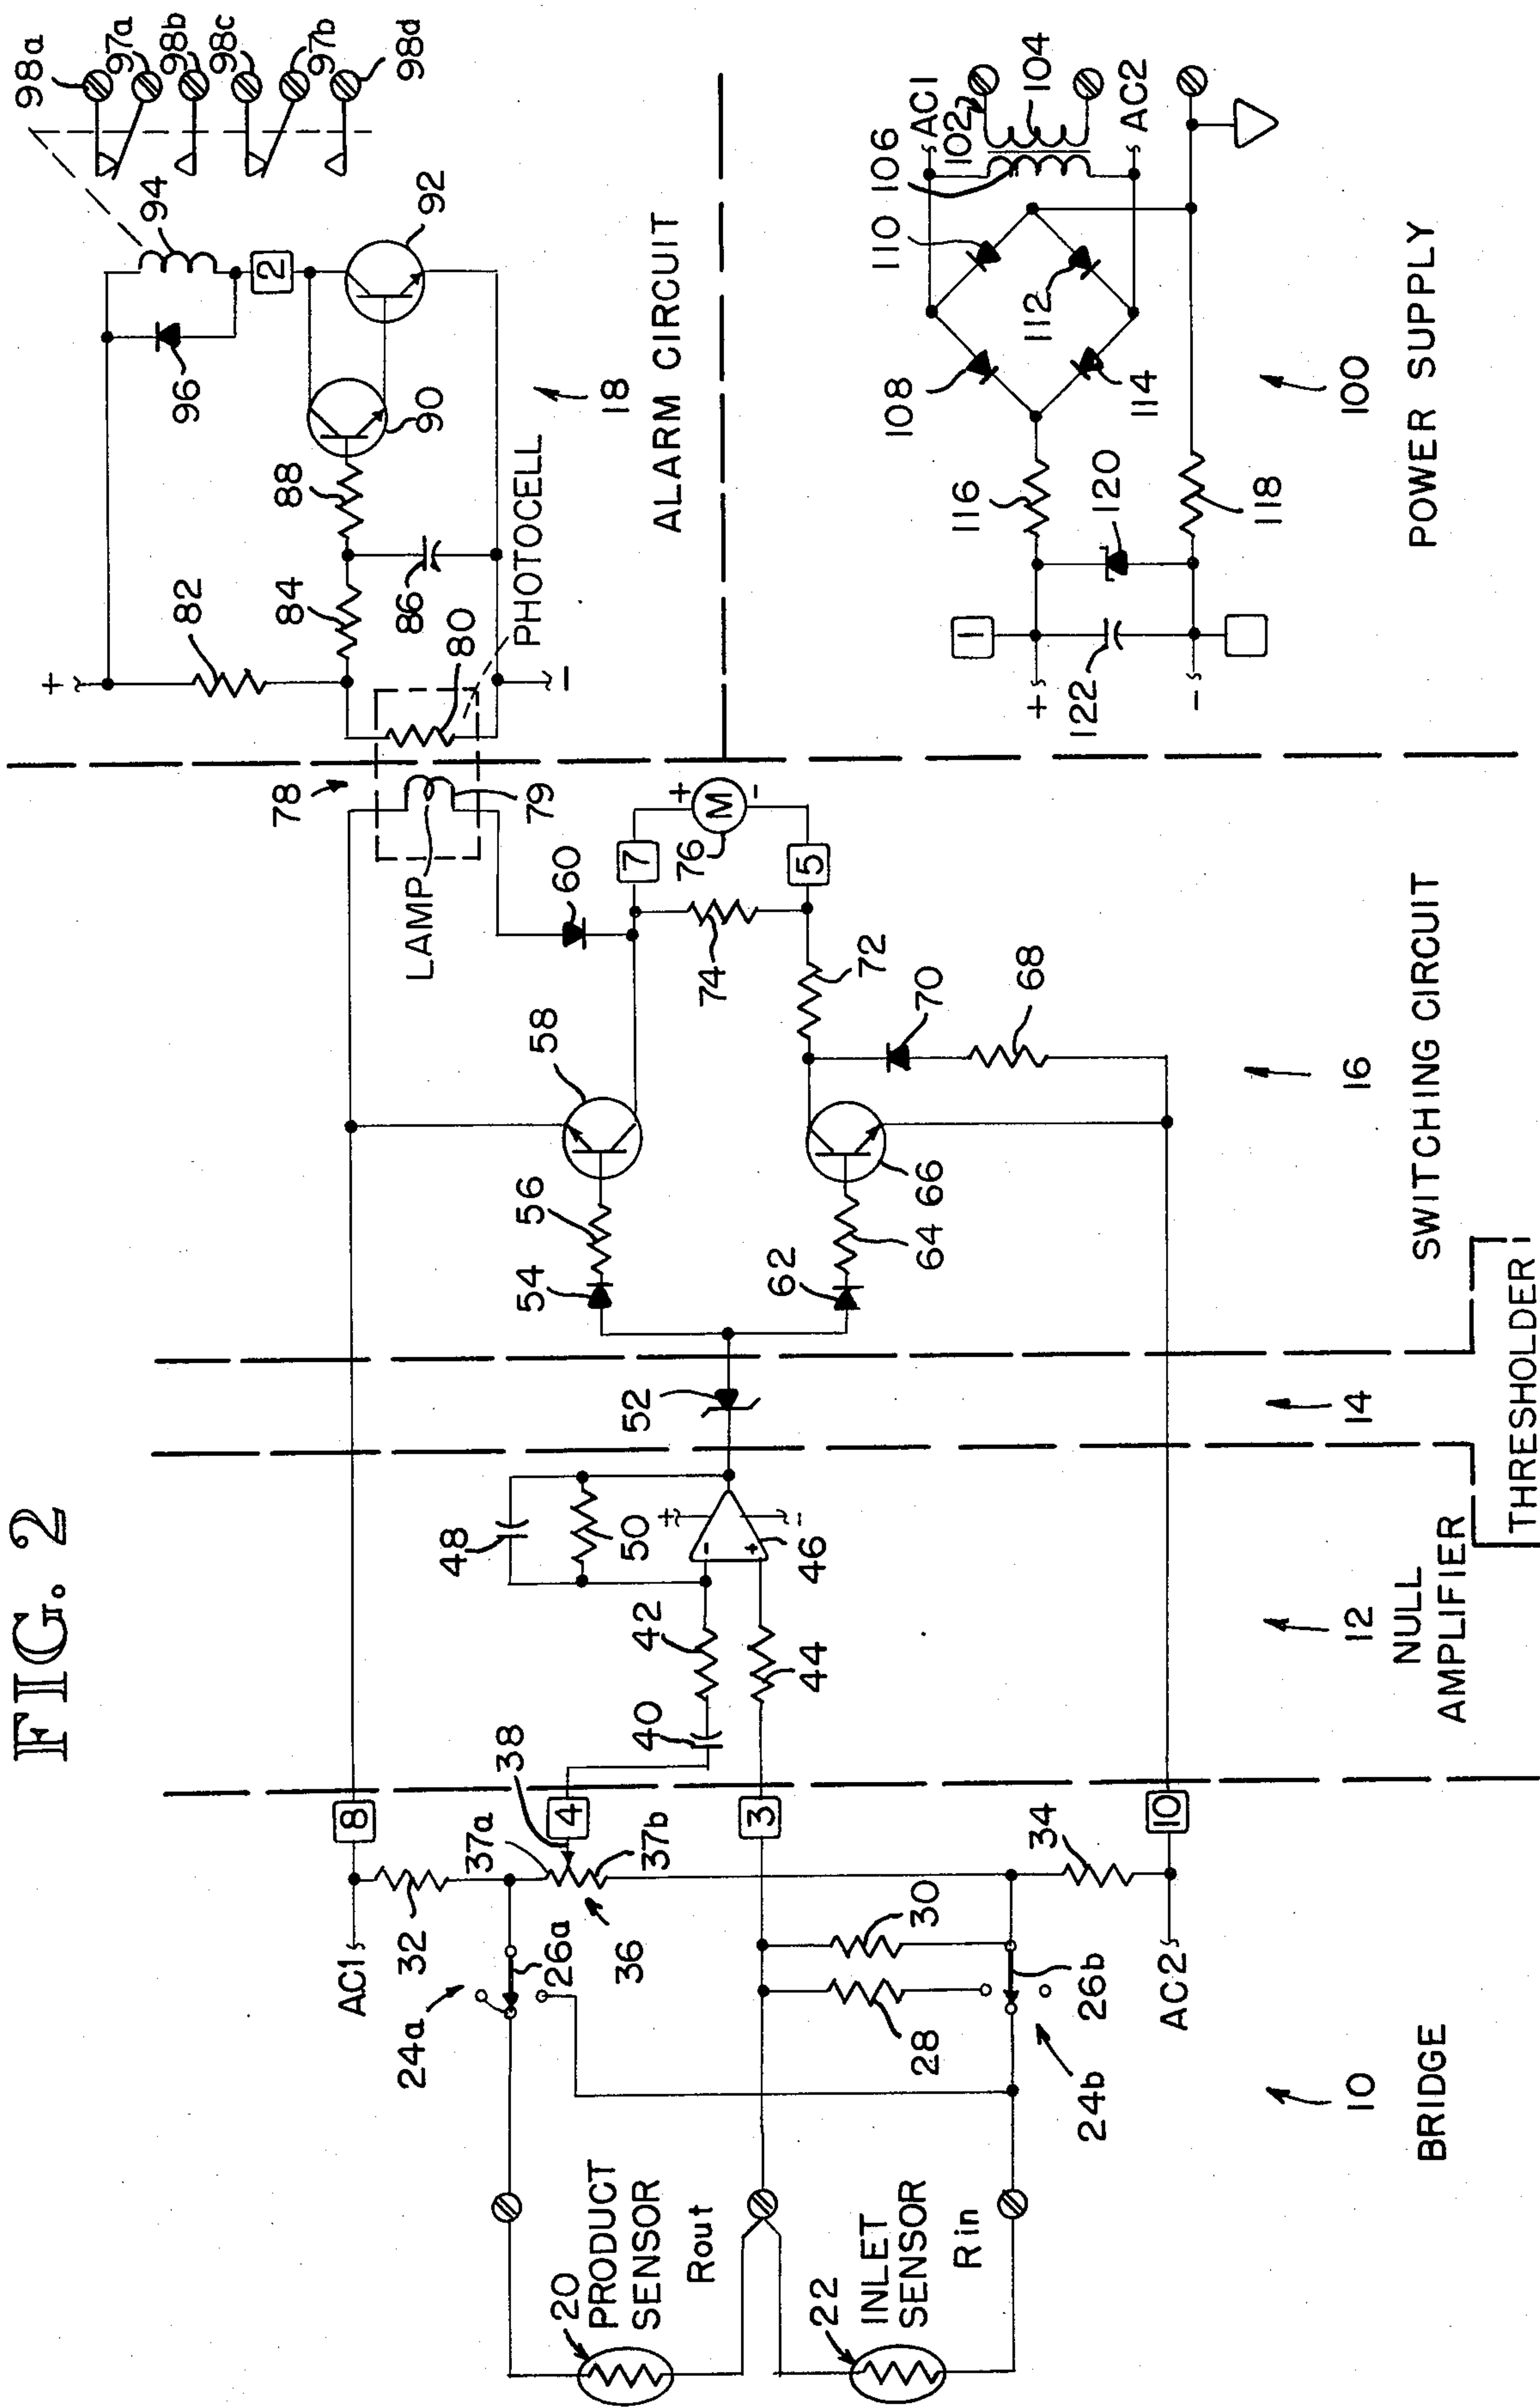 FIG. 2
AC1
8
32
37a
38
4
24a
26a
36
37b
3
30
28
34
26b
24b
AC2
10
20
PRODUCT
SENSOR
Rout
22
INLET
SENSOR
Rin
10
BRIDGE
48
50
40
42
+
-
-
+
46
44
12
NULL
AMPLIFIER
52
14
THRESHOLDER
54
56
58
60
62
64
66
68
70
72
74
7
5
76
M
+
-
78
LAMP
79
16
SWITCHING CIRCUIT
+
82
84
80
86
88
90
92
2
94
96
98a
97a
98b
98c
97b
98d
-
PHOTOCELL
18
ALARM CIRCUIT
AC1
102
104
106
AC2
108
110
112
114
116
118
120
122
1
+
-
100
POWER SUPPLY